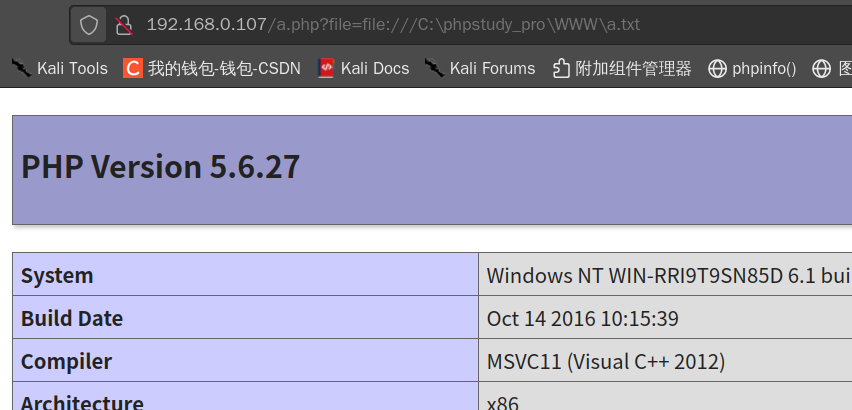 192.168.0.107/a.php?file=file:///C:\phpstudy_pro\WWW\a.txt
Kali Tools 我的钱包-钱包-CSDN Kali Docs Kali Forums 附加组件管理器 phpinfo() 图
PHP Version 5.6.27
System Windows NT WIN-RRI9T9SN85D 6.1 bui
Build Date Oct 14 2016 10:15:39
Compiler MSVC11 (Visual C++ 2012)
Architecture x86